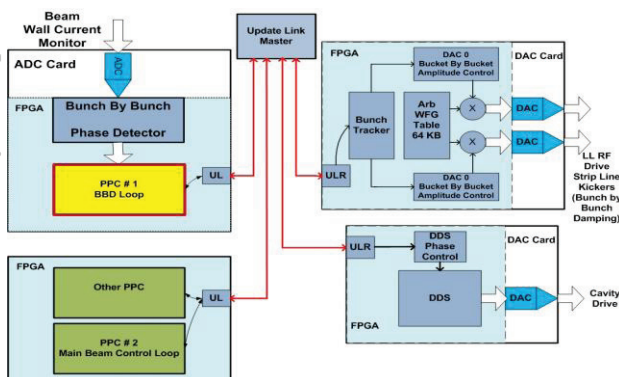 Beam
Wall Current
Monitor
ADC Card
ADC
FPGA
Bunch By Bunch
Phase Detector
PPC # 1
BBD Loop
UL
FPGA
Other PPC
PPC # 2
Main Beam Control Loop
UL
Update Link
Master
FPGA
DAC Card
DAC 0
Bucket By Bucket
Amplitude Control
Bunch
Tracker
Arb
WFG
Table
64 KB
X
X
DAC
DAC
DAC 0
Bucket By Bucket
Amplitude Control
ULR
LL RF
Drive
Strip Line
Kickers
(Bunch by
Bunch
Damping)
DAC Card
ULR
DDS
Phase
Control
DDS
DAC
FPGA
Cavity
Drive